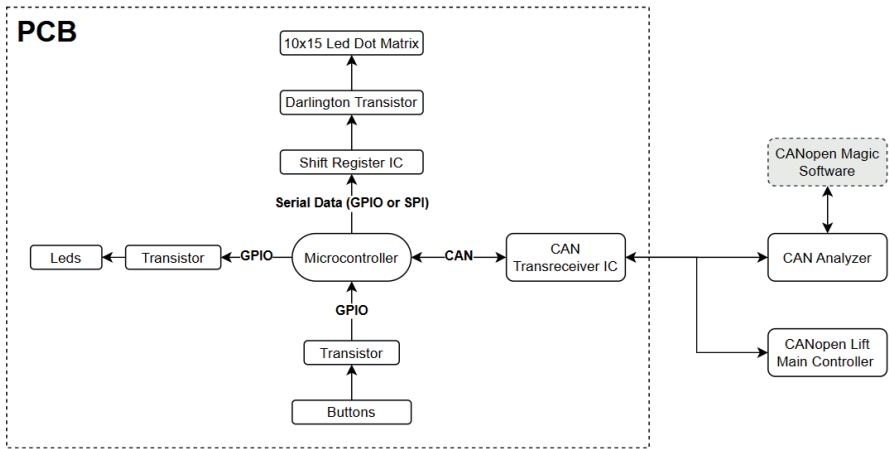 PCB
10x15 Led Dot Matrix
Darlington Transistor
Shift Register IC
Serial Data (GPIO or SPI)
Leds
Transistor
GPIO
Microcontroller
CAN
CAN
Transreceiver IC
GPIO
Transistor
Buttons
CANopen Magic
Software
CAN Analyzer
CANopen Lift
Main Controller